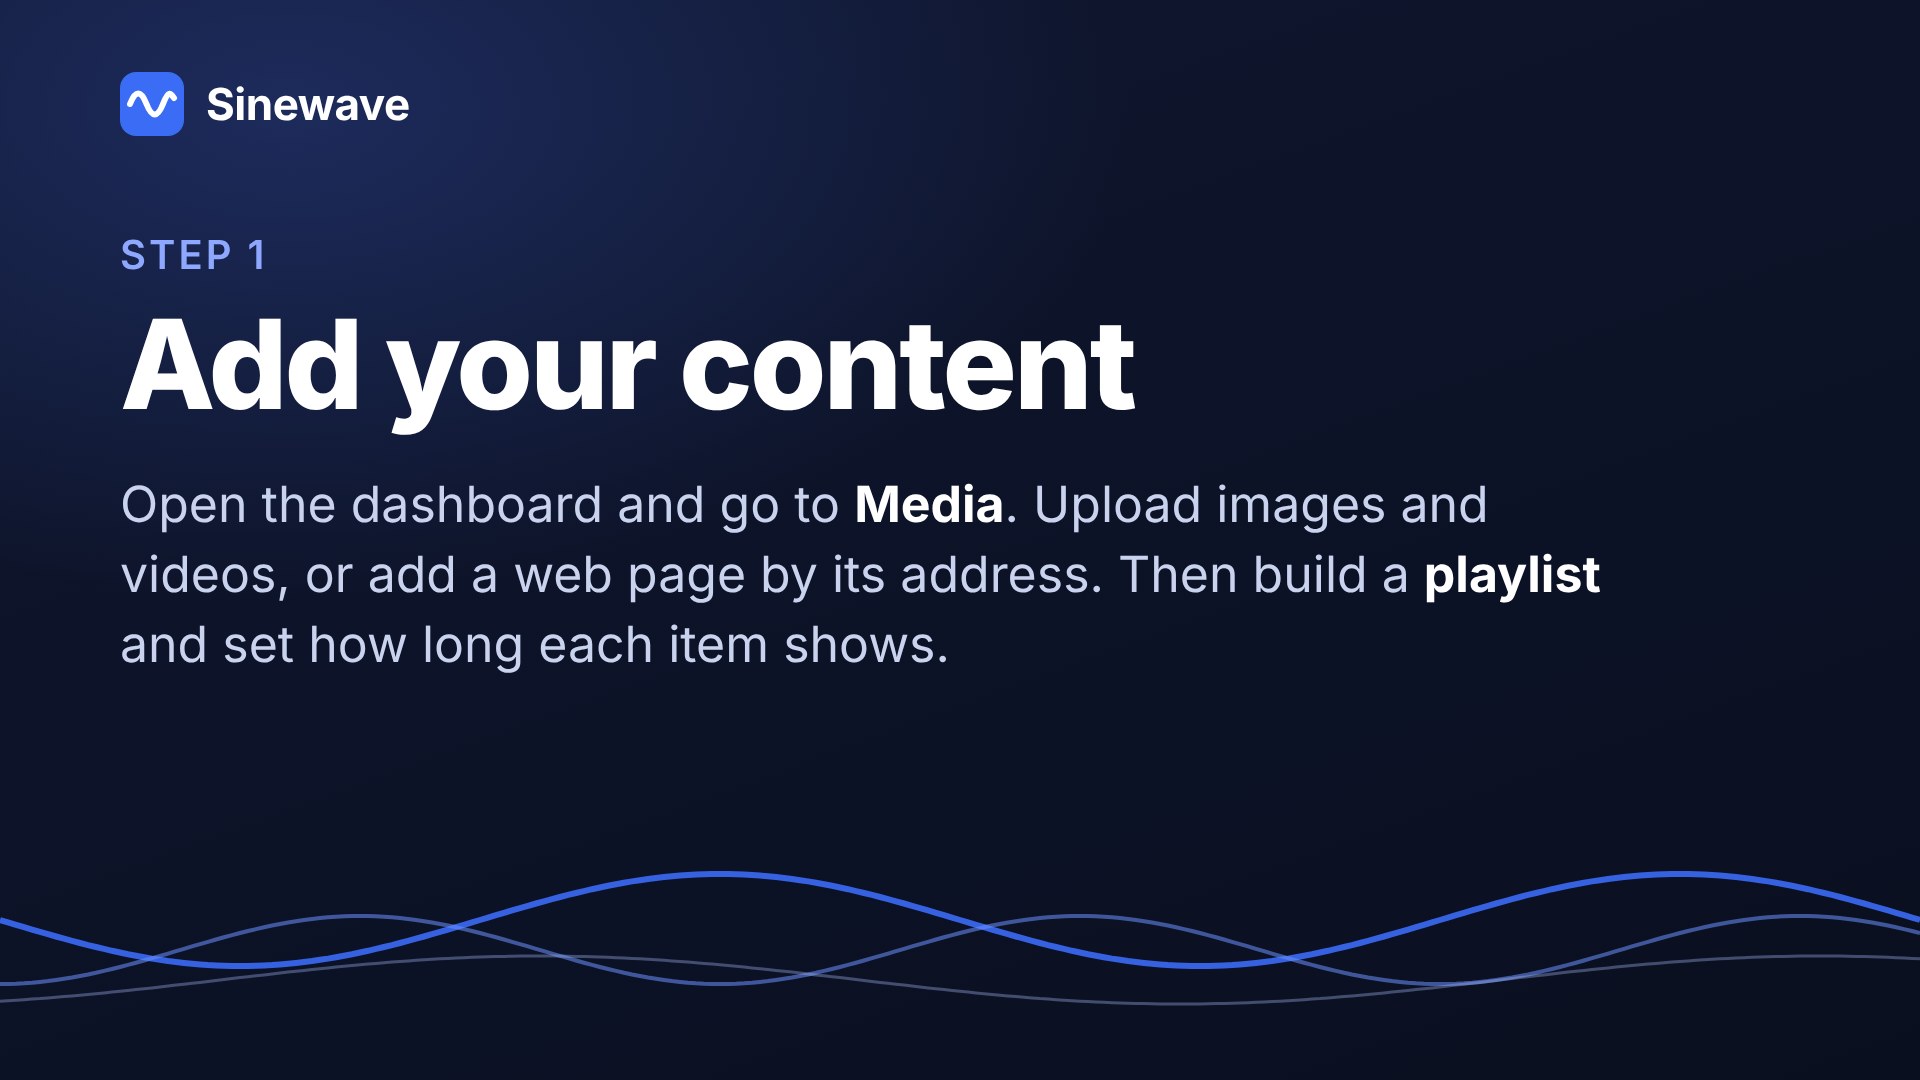 Sinewave
STEP 1
Add your content
Open the dashboard and go to Media. Upload images and
videos, or add a web page by its address. Then build a playlist
and set how long each item shows.